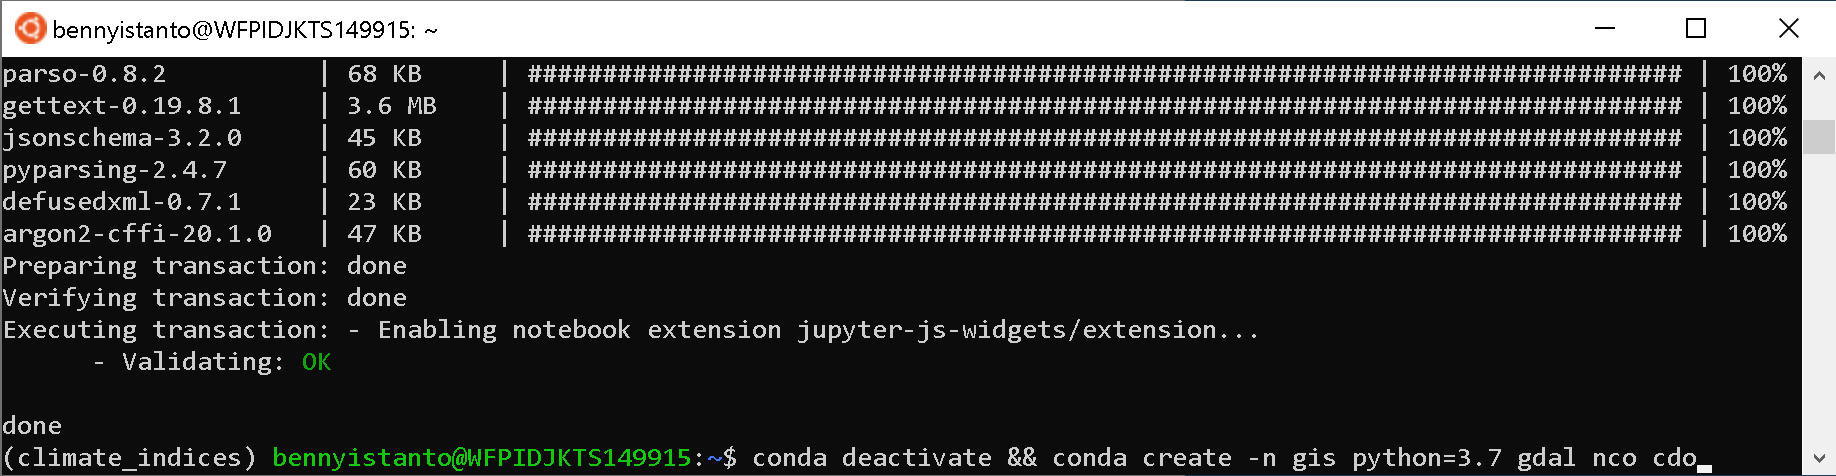 bennyistanto@WFPIDJKTS149915: ~
parso-0.8.2          | 68 KB     | ############################################################################# | 100%
gettext-0.19.8.1     | 3.6 MB    | ############################################################################# | 100%
jsonschema-3.2.0     | 45 KB     | ############################################################################# | 100%
pyparsing-2.4.7      | 60 KB     | ############################################################################# | 100%
defusedxml-0.7.1     | 23 KB     | ############################################################################# | 100%
argon2-cffi-20.1.0   | 47 KB     | ############################################################################# | 100%
Preparing transaction: done
Verifying transaction: done
Executing transaction: - Enabling notebook extension jupyter-js-widgets/extension...
      - Validating: OK
done
(climate_indices) bennyistanto@WFPIDJKTS149915:~$ conda deactivate && conda create -n gis python=3.7 gdal nco cdo